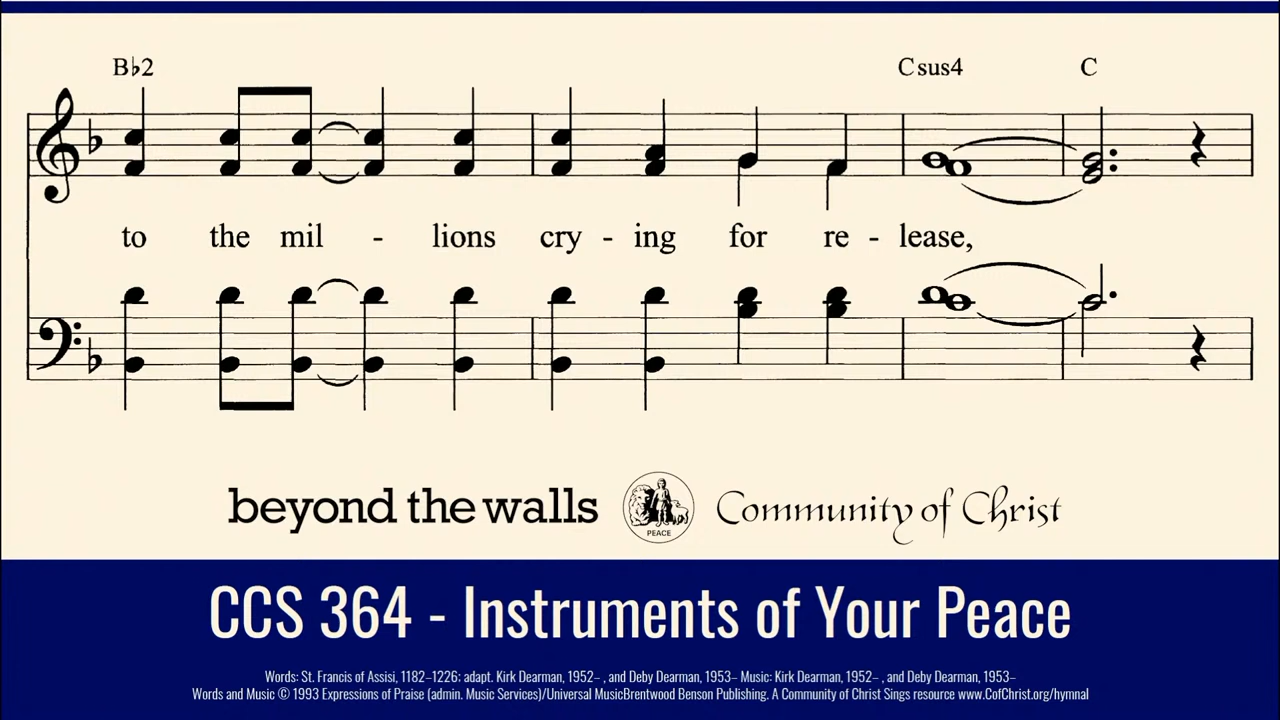 B♭2 Csus4 C
to the mil - lions cry - ing for re - lease,
beyond the walls PEACE Community of Christ
CCS 364 - Instruments of Your Peace
Words: St. Francis of Assisi, 1182–1226; adapt. Kirk Dearman, 1952– , and Deby Dearman, 1953– Music: Kirk Dearman, 1952– , and Deby Dearman, 1953–
Words and Music © 1993 Expressions of Praise (admin. Music Services)/Universal MusicBrentwood Benson Publishing. A Community of Christ Sings resource www.CofChrist.org/hymnal